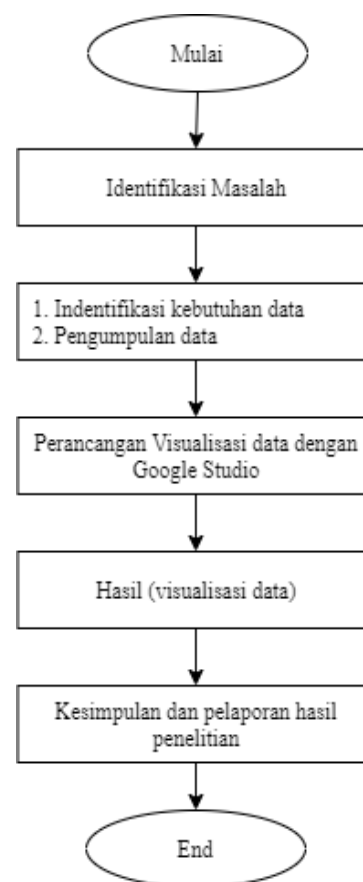 Mulai
Identifikasi Masalah
1. Indentifikasi kebutuhan data
2. Pengumpulan data
Perancangan Visualisasi data dengan
Google Studio
Hasil (visualisasi data)
Kesimpulan dan pelaporan hasil
penelitian
End